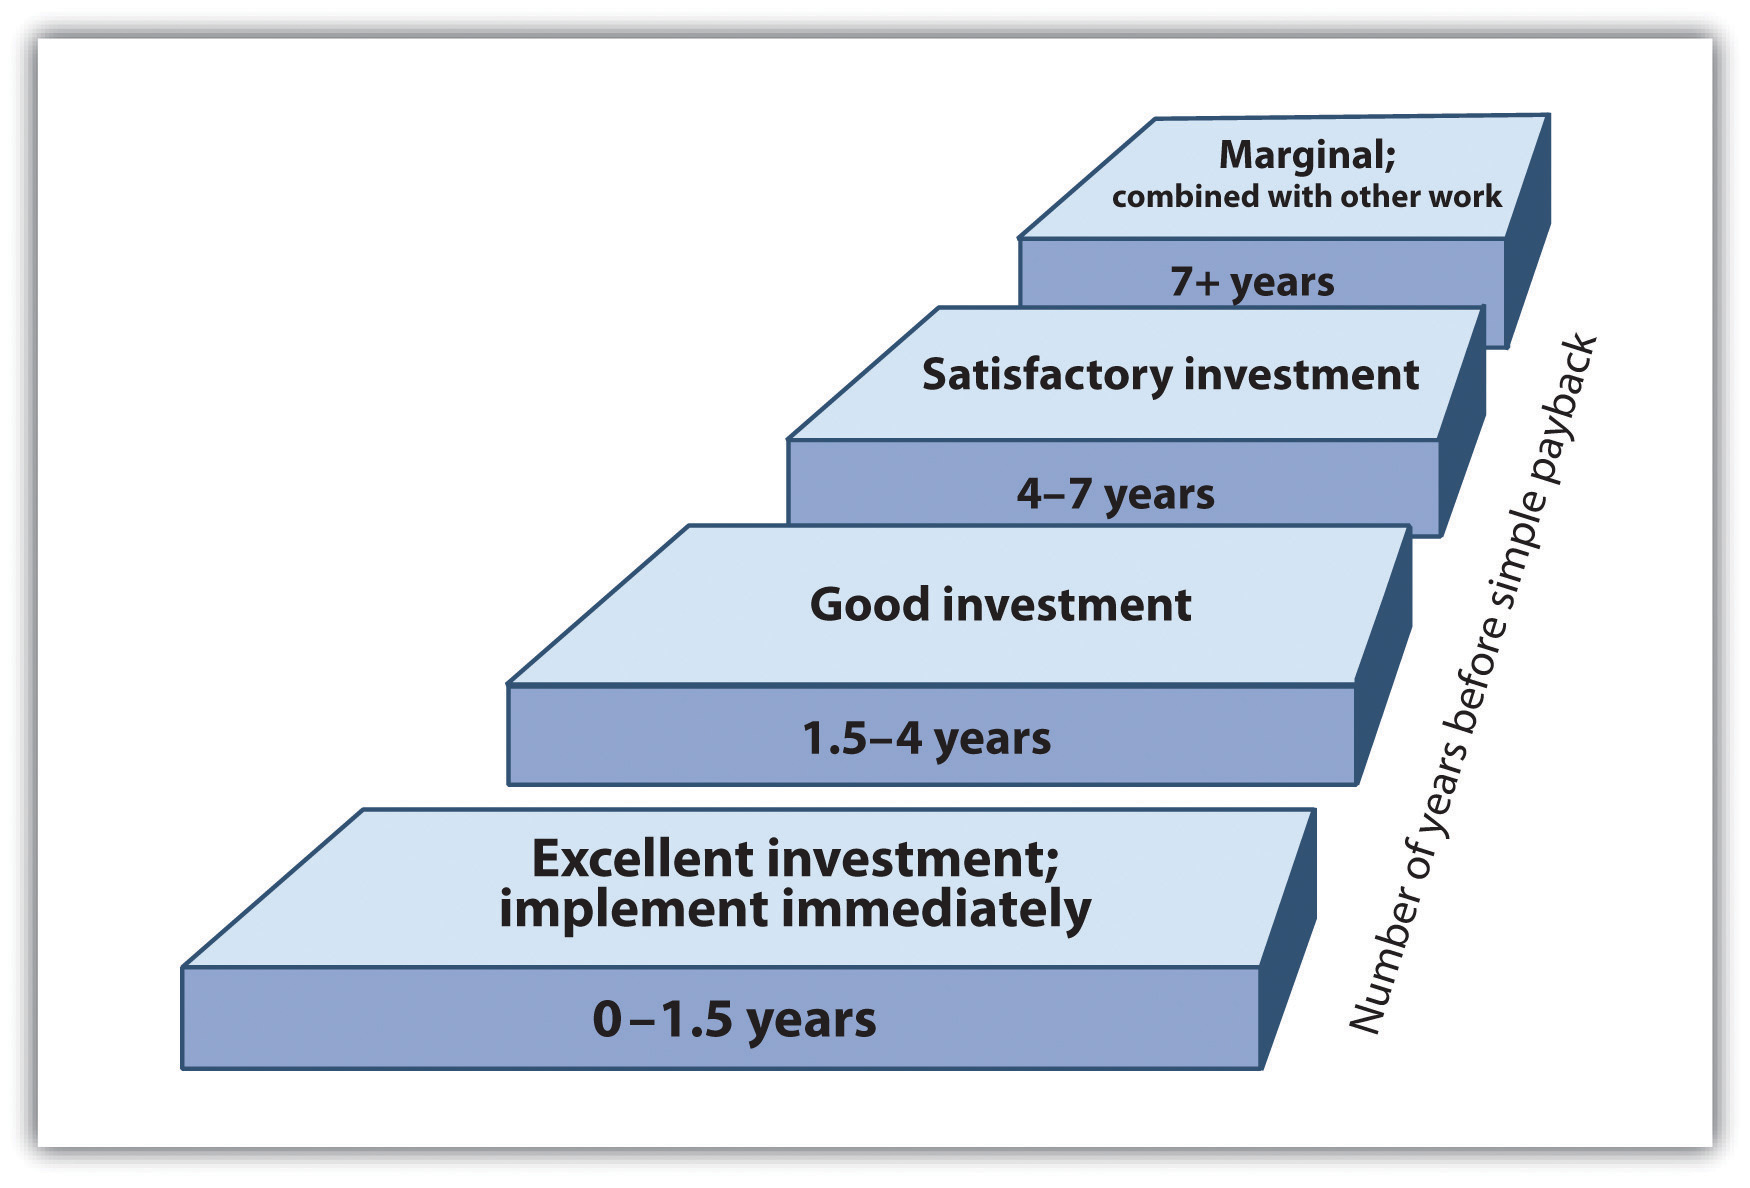 Marginal;
combined with other work
7+ years
Satisfactory investment
4–7 years
Good investment
1.5–4 years
Excellent investment;
implement immediately
0–1.5 years
Number of years before simple payback